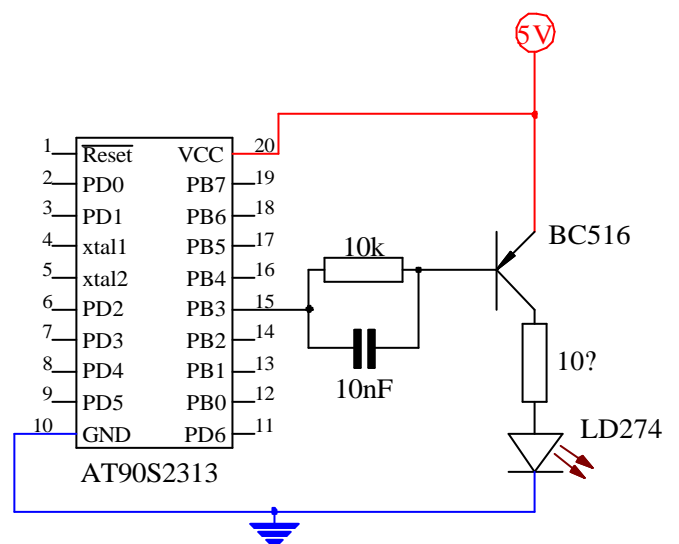 5V
1 Reset VCC 20
2 PD0 PB7 19
3 PD1 PB6 18
4 xtal1 PB5 17
5 xtal2 PB4 16
6 PD2 PB3 15
7 PD3 PB2 14
8 PD4 PB1 13
9 PD5 PB0 12
10 GND PD6 11
AT90S2313
10k
10nF
BC516
10?
LD274